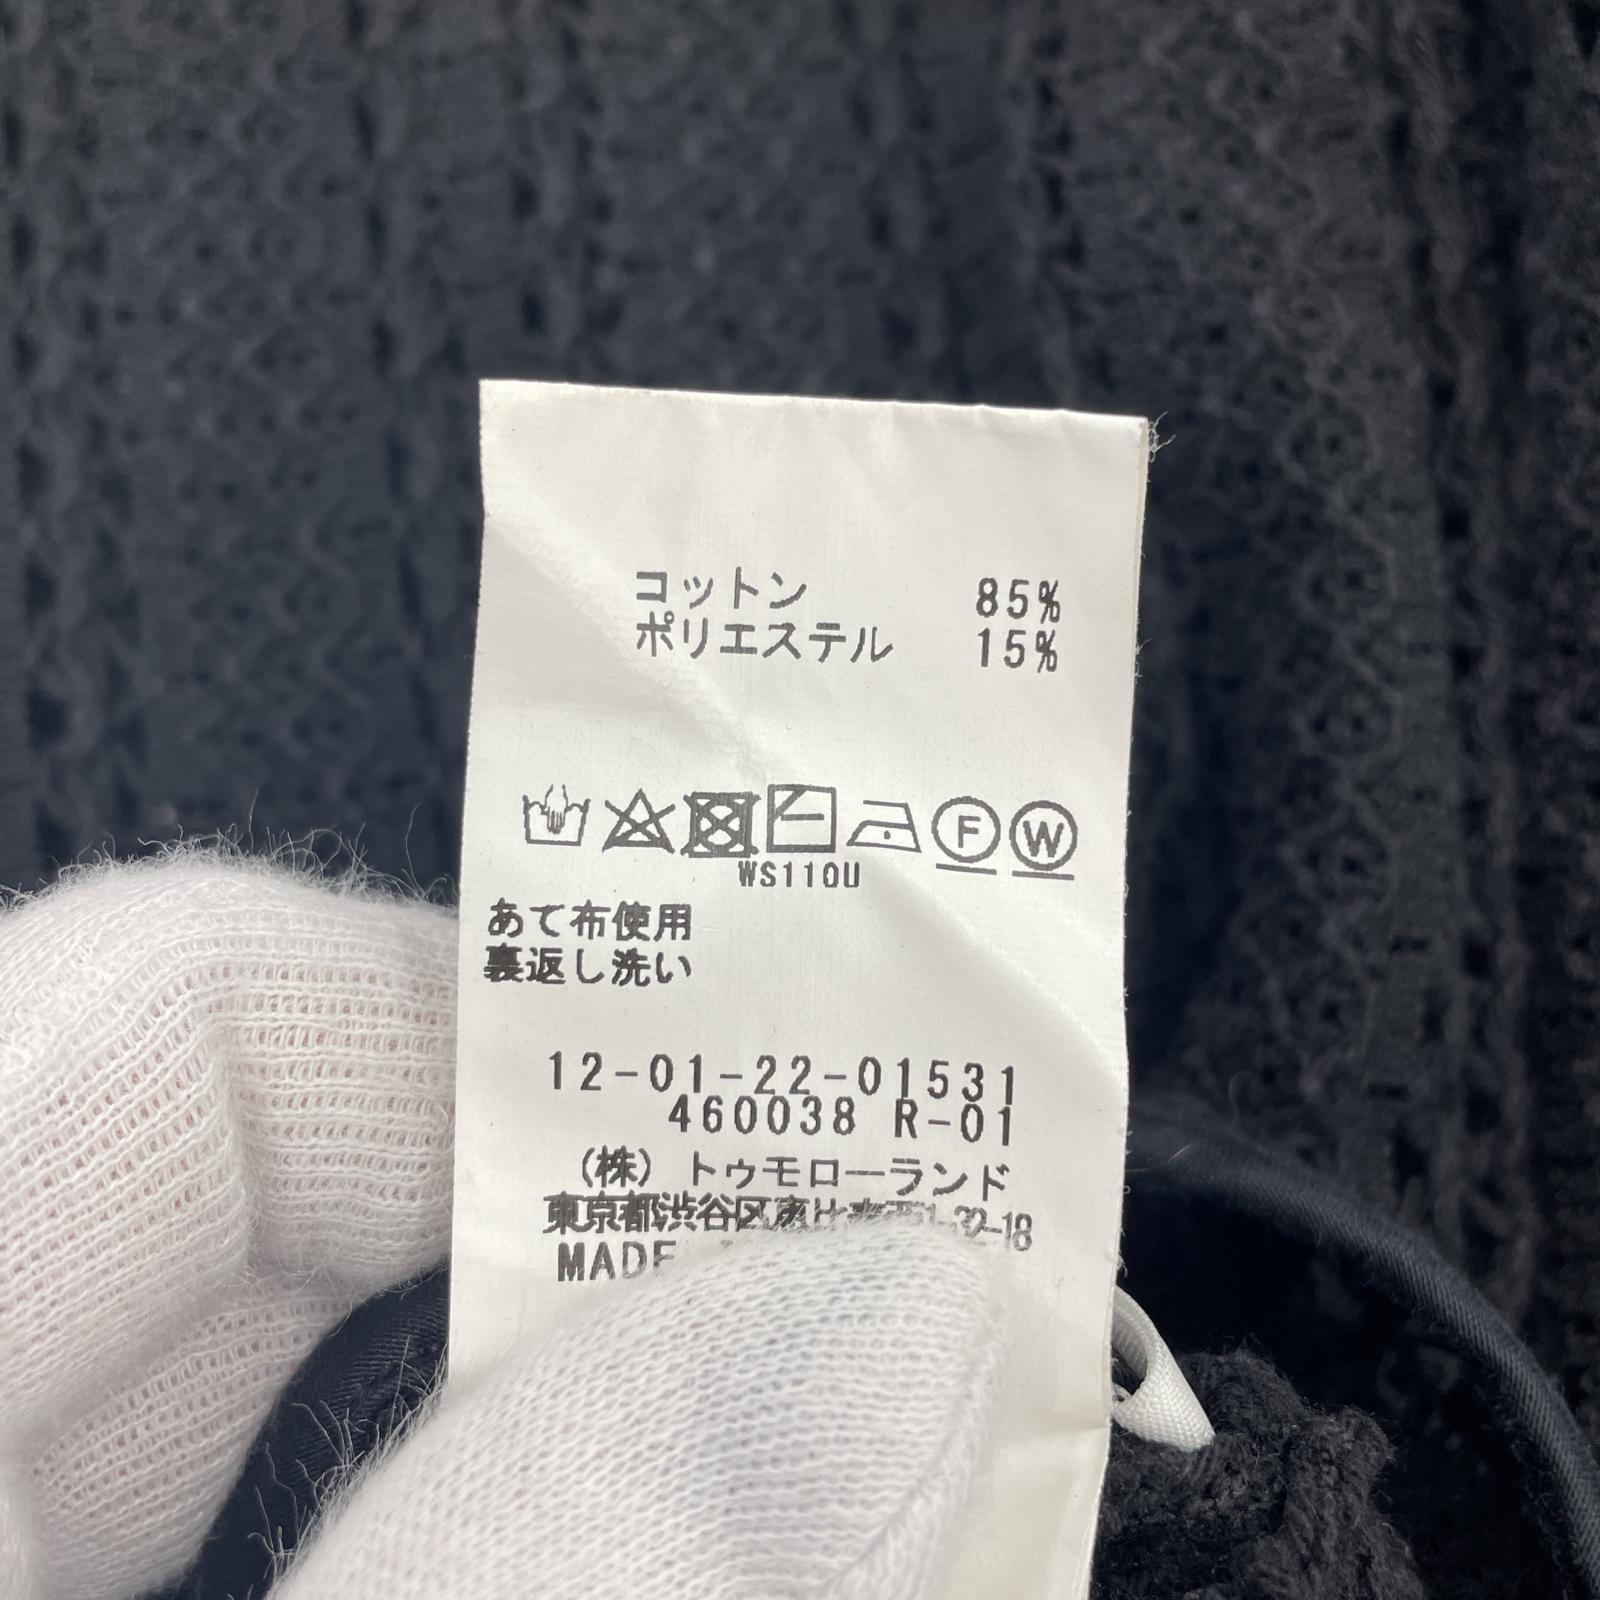 コットン 85%
ポリエステル 15%
F W
WS110U
あて布使用
裏返し洗い
12-01-22-01531
460038 R-01
(株) トゥモローランド
東京都渋谷区恵比寿西1-32-18
MADE